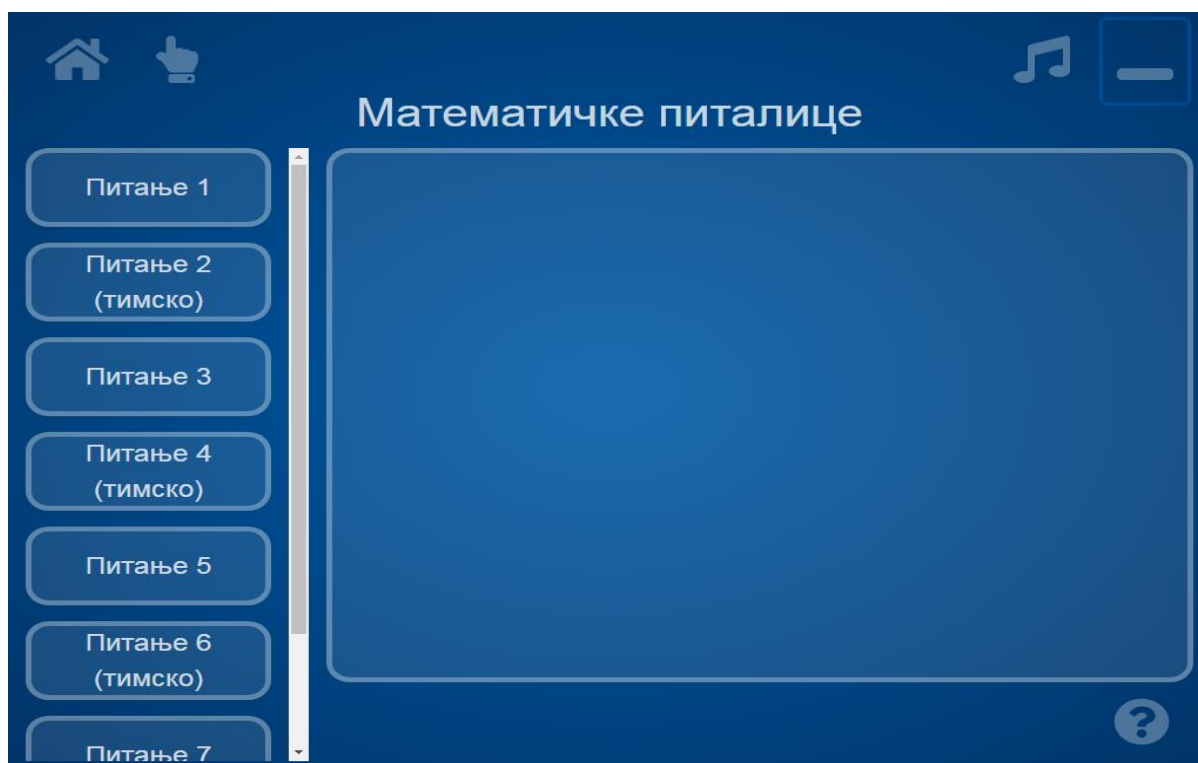 Математичке питалице
Питање 1
Питање 2
(тимско)
Питање 3
Питање 4
(тимско)
Питање 5
Питање 6
(тимско)
Питање 7